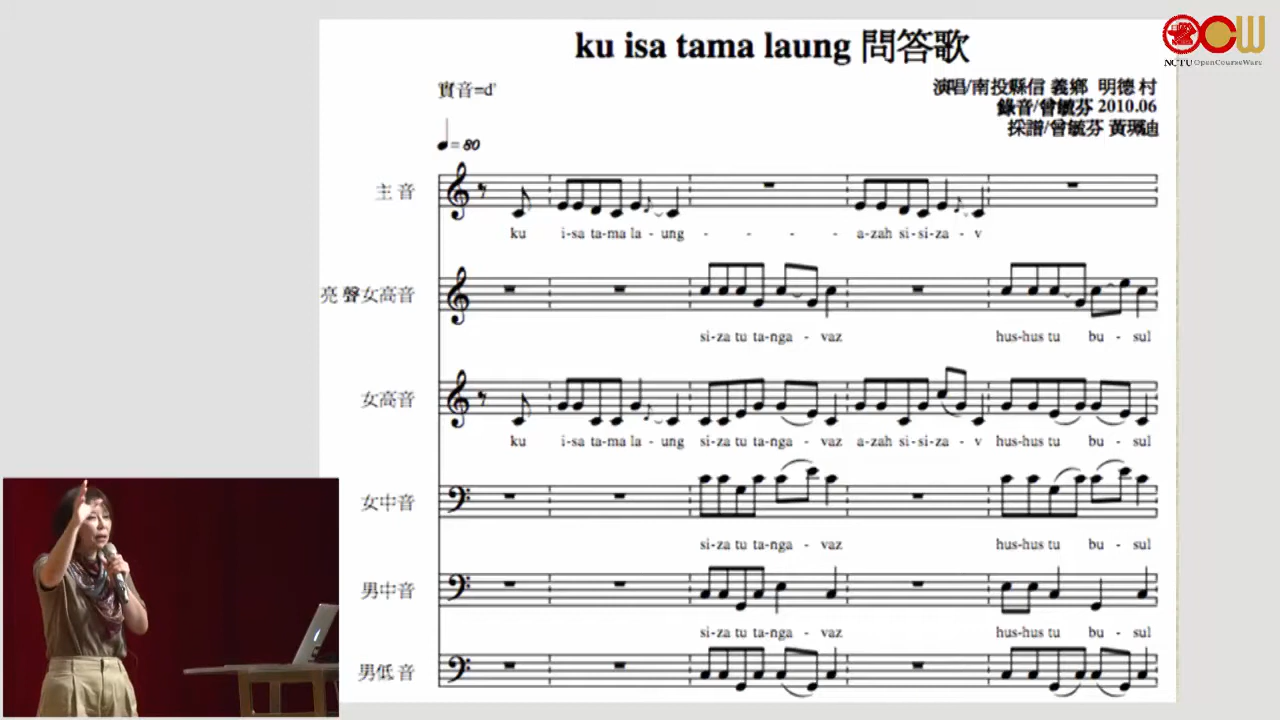 ku isa tama laung 問答歌
NCTU OpenCourseWare
OCW
實音=d'
演唱/南投縣信義鄉 明德村
錄音/曾毓芬 2010.06
採譜/曾毓芬 黃珮迪
= 80
主音
ku i-sa ta-ma la - ung - - - - a-zah si-si-za - v
亮聲女高音
si-za tu ta-nga - vaz hus-hus tu bu - sul
女高音
ku i-sa ta-ma la - ung si-za tu ta-nga - vaz a-zah si-si-za - v hus-hus tu bu - sul
女中音
si-za tu ta-nga - vaz hus-hus tu bu - sul
男中音
si-za tu ta-nga - vaz hus-hus tu bu - sul
男低音